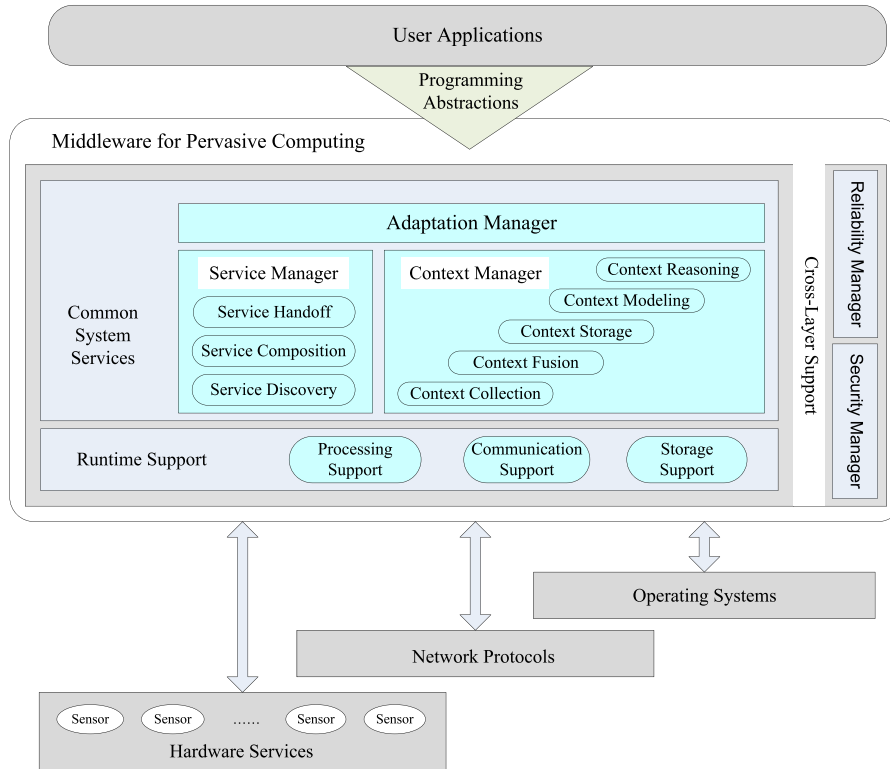 User Applications
Programming
Abstractions
Middleware for Pervasive Computing
Adaptation Manager
Common
System
Services
Service Manager
Service Handoff
Service Composition
Service Discovery
Context Manager
Context Reasoning
Context Modeling
Context Storage
Context Fusion
Context Collection
Cross-Layer Support
Reliability Manager
Security Manager
Runtime Support
Processing
Support
Communication
Support
Storage
Support
Operating Systems
Network Protocols
Sensor Sensor ...... Sensor Sensor
Hardware Services